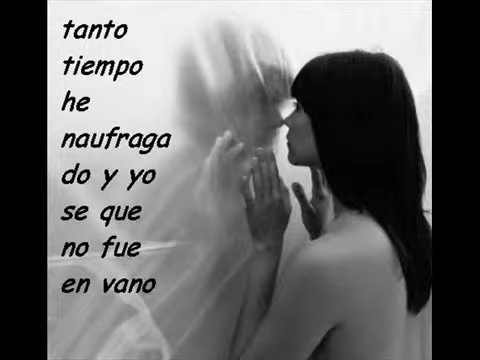 tanto
tiempo
he
naufraga
do y yo
se que
no fue
en vano